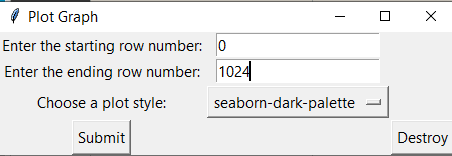 Plot Graph
Enter the starting row number: 0
Enter the ending row number: 1024
Choose a plot style: seaborn-dark-palette
Submit Destroy